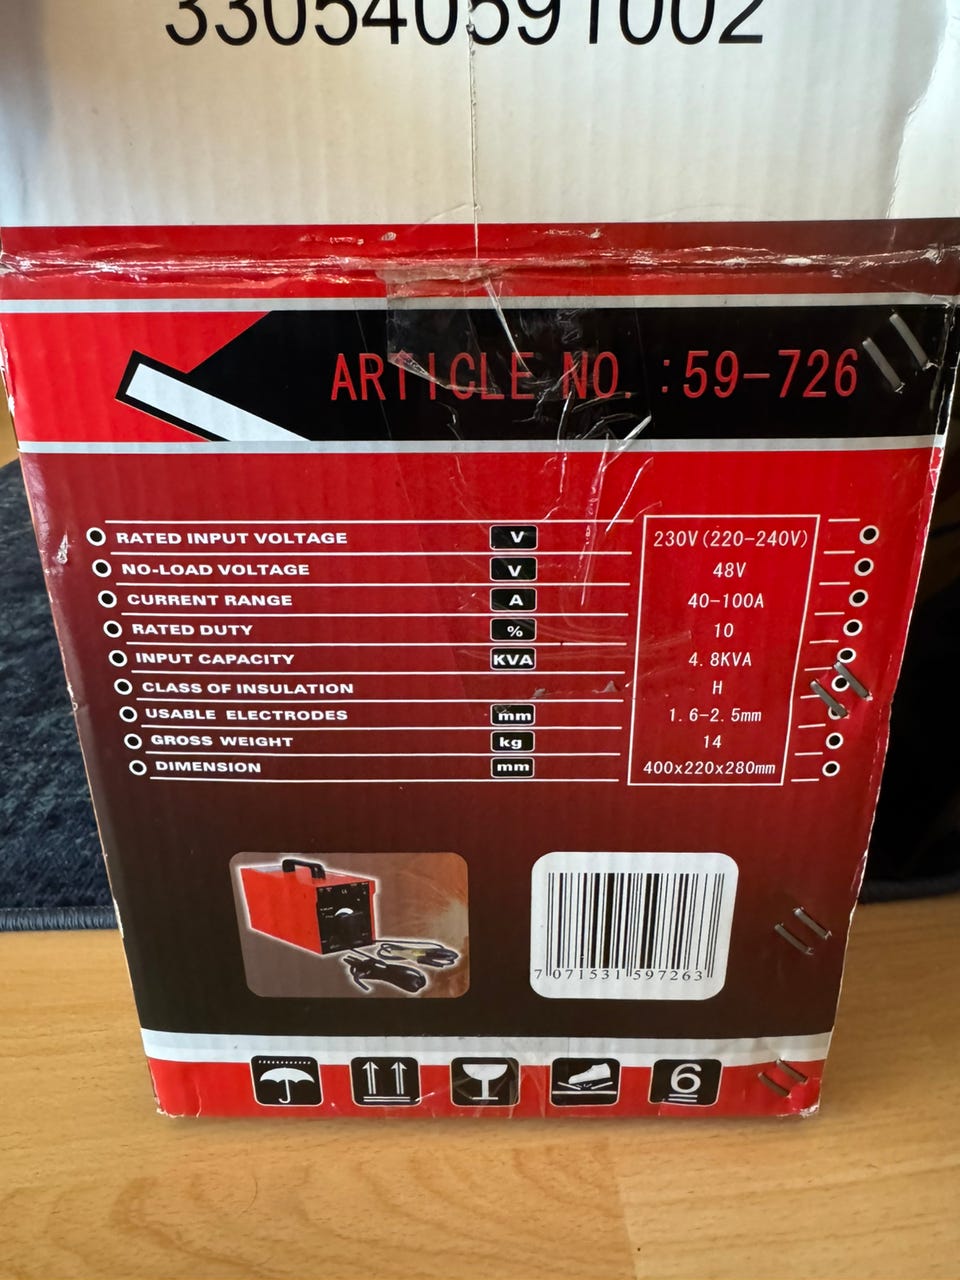 330540591002
ARTICLE NO.:59-726
RATED INPUT VOLTAGE V 230V(220-240V)
NO-LOAD VOLTAGE V 48V
CURRENT RANGE A 40-100A
RATED DUTY % 10
INPUT CAPACITY KVA 4.8KVA
CLASS OF INSULATION H
USABLE ELECTRODES mm 1.6-2.5mm
GROSS WEIGHT kg 14
DIMENSION mm 400x220x280mm
7 071531 597263
6